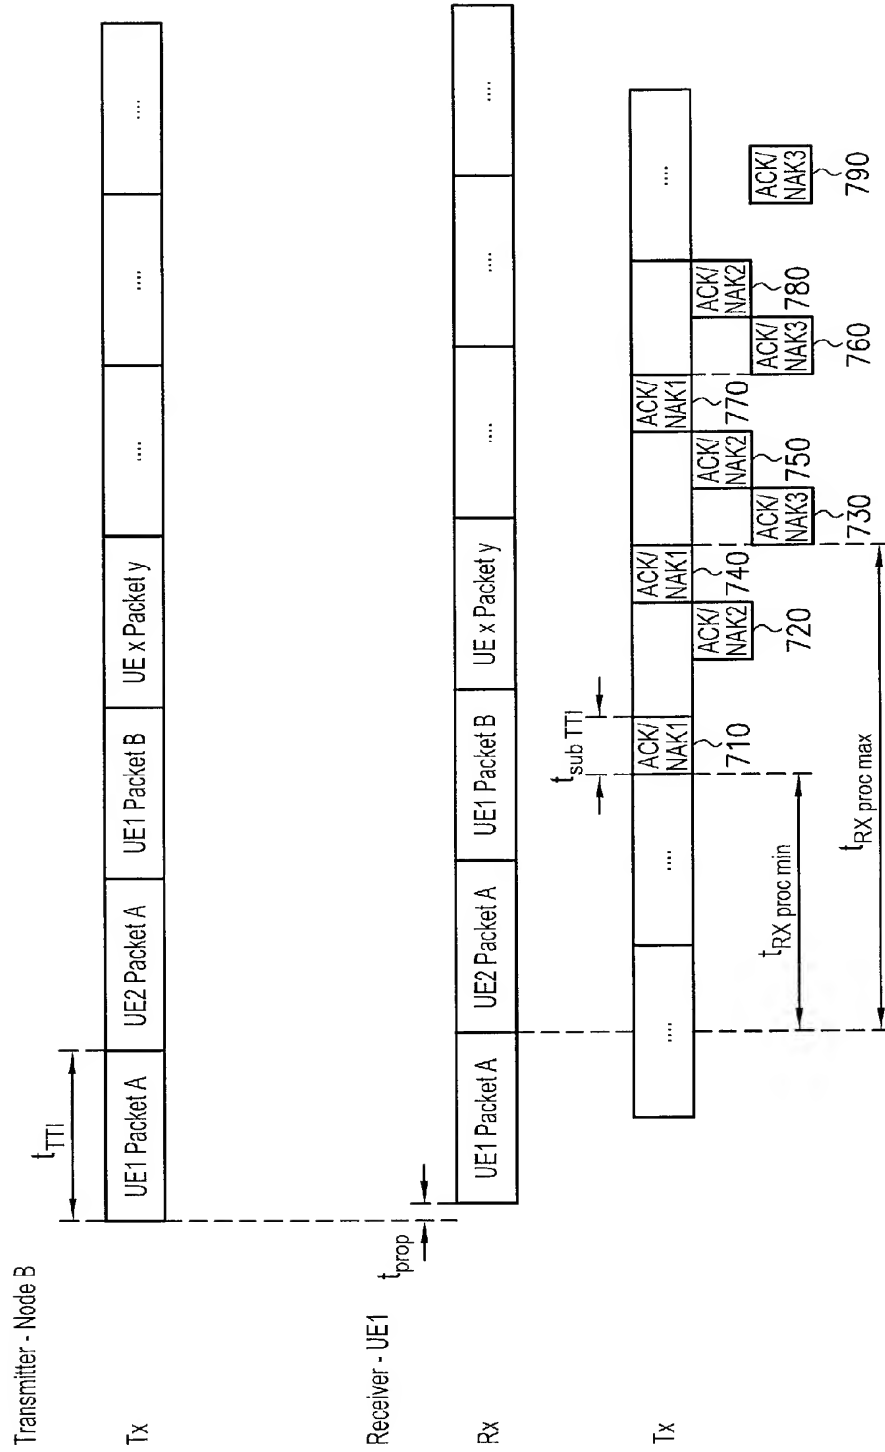 Transmitter - Node B
t_TTI
Tx
UE1 Packet A
UE2 Packet A
UE1 Packet B
UE x Packet y
....
....
....
Receiver - UE1
t_prop
Rx
UE1 Packet A
UE2 Packet A
UE1 Packet B
UE x Packet y
....
....
....
t_sub TTI
Tx
....
....
ACK/
NAK1
ACK/
NAK1
ACK/
NAK1
....
710
740
770
ACK/
NAK2
ACK/
NAK2
ACK/
NAK2
720
750
780
ACK/
NAK3
ACK/
NAK3
ACK/
NAK3
730
760
790
t_RX proc min
t_RX proc max